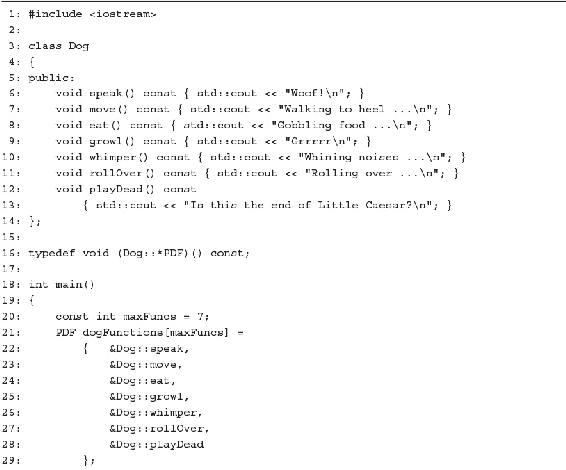 1: #include <iostream>
2:
3: class Dog
4: {
5: public:
6:     void speak() const { std::cout << "Woof!\n"; }
7:     void move() const { std::cout << "Walking to heel ...\n"; }
8:     void eat() const { std::cout << "Gobbling food ...\n"; }
9:     void growl() const { std::cout << "Grrrrr\n"; }
10:     void whimper() const { std::cout << "Whining noises ...\n"; }
11:     void rollOver() const { std::cout << "Rolling over ...\n"; }
12:     void playDead() const
13:         { std::cout << "Is this the end of Little Caesar?\n"; }
14: };
15:
16: typedef void (Dog::*PDF)() const;
17:
18: int main()
19: {
20:     const int maxFuncs = 7;
21:     PDF dogFunctions[maxFuncs] =
22:         {   &Dog::speak,
23:             &Dog::move,
24:             &Dog::eat,
25:             &Dog::growl,
26:             &Dog::whimper,
27:             &Dog::rollOver,
28:             &Dog::playDead
29:         };